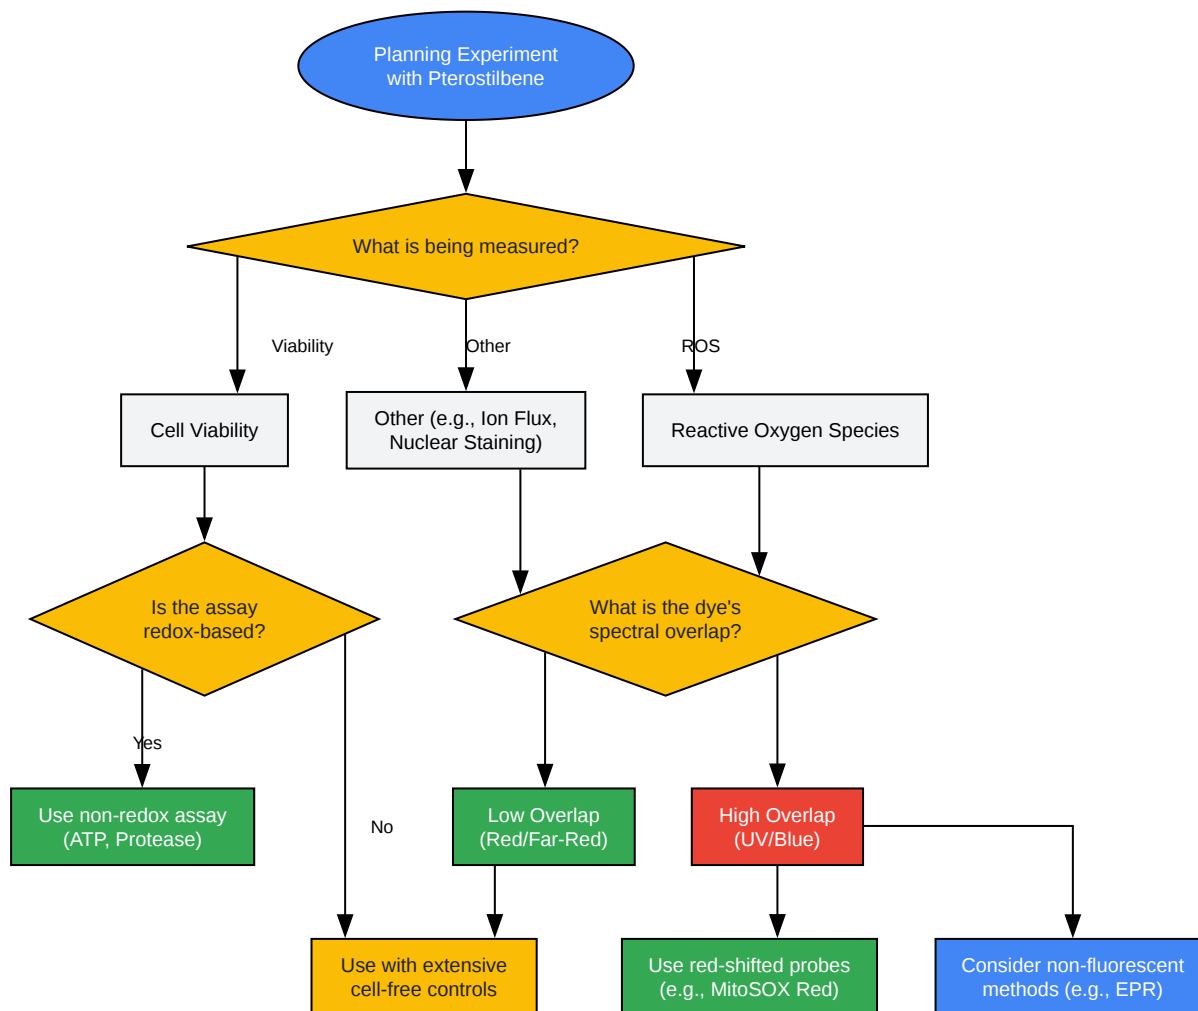 Planning Experiment
with Pterostilbene
What is being measured?
Viability
Other
ROS
Cell Viability
Other (e.g., Ion Flux,
Nuclear Staining)
Reactive Oxygen Species
Is the assay
redox-based?
What is the dye's
spectral overlap?
Yes
No
Use non-redox assay
(ATP, Protease)
Low Overlap
(Red/Far-Red)
High Overlap
(UV/Blue)
Use with extensive
cell-free controls
Use red-shifted probes
(e.g., MitoSOX Red)
Consider non-fluorescent
methods (e.g., EPR)